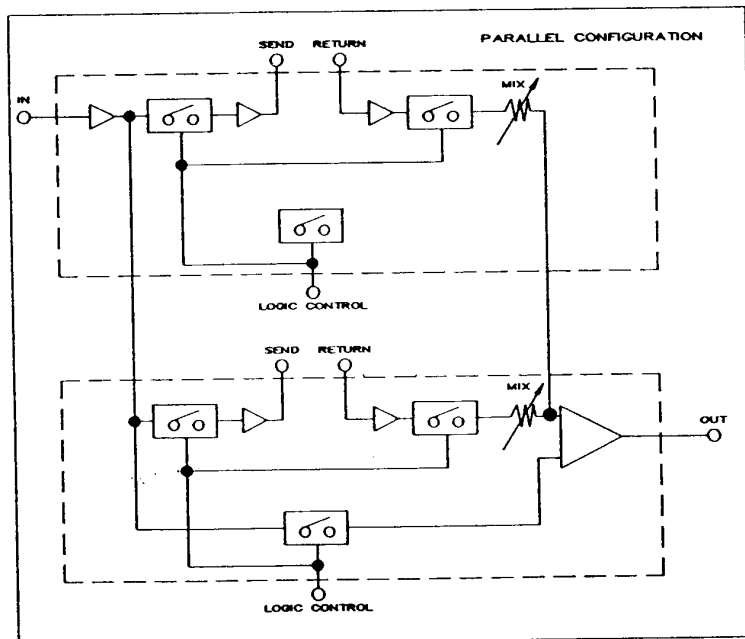 PARALLEL CONFIGURATION
SEND RETURN
MIX
IN
LOGIC CONTROL
SEND RETURN
MIX
OUT
LOGIC CONTROL